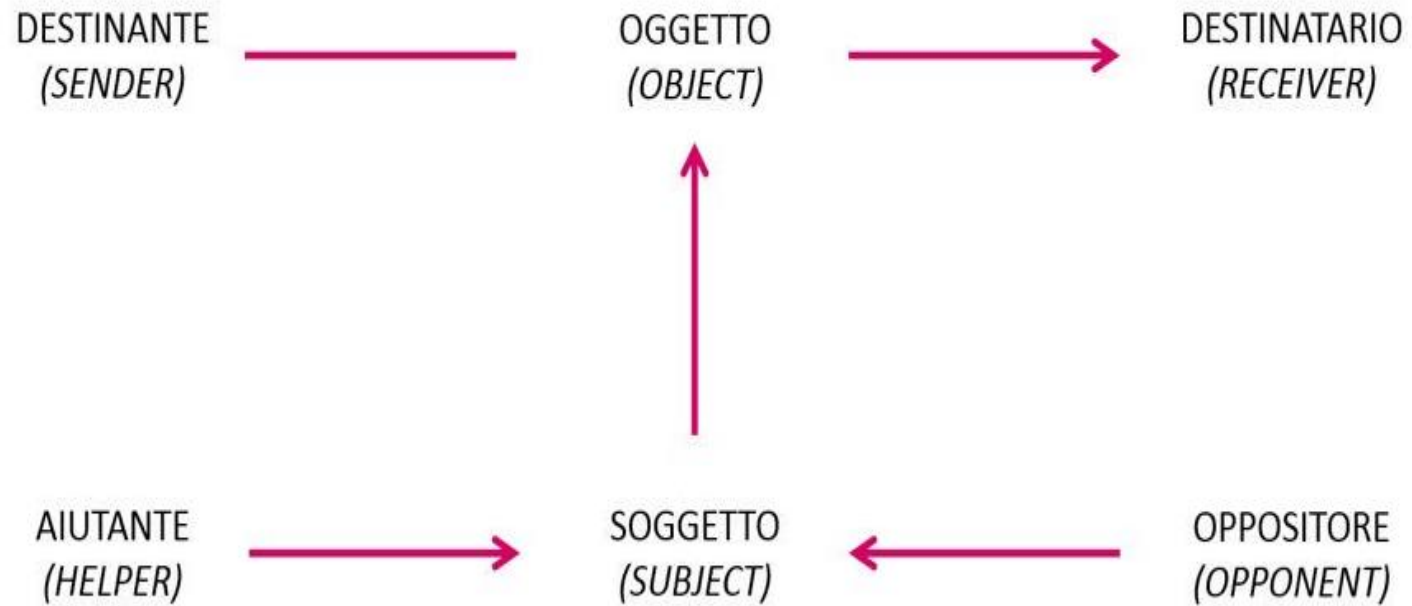 DESTINANTE
(SENDER)
OGGETTO
(OBJECT)
DESTINATARIO
(RECEIVER)
AIUTANTE
(HELPER)
SOGGETTO
(SUBJECT)
OPPOSITORE
(OPPONENT)